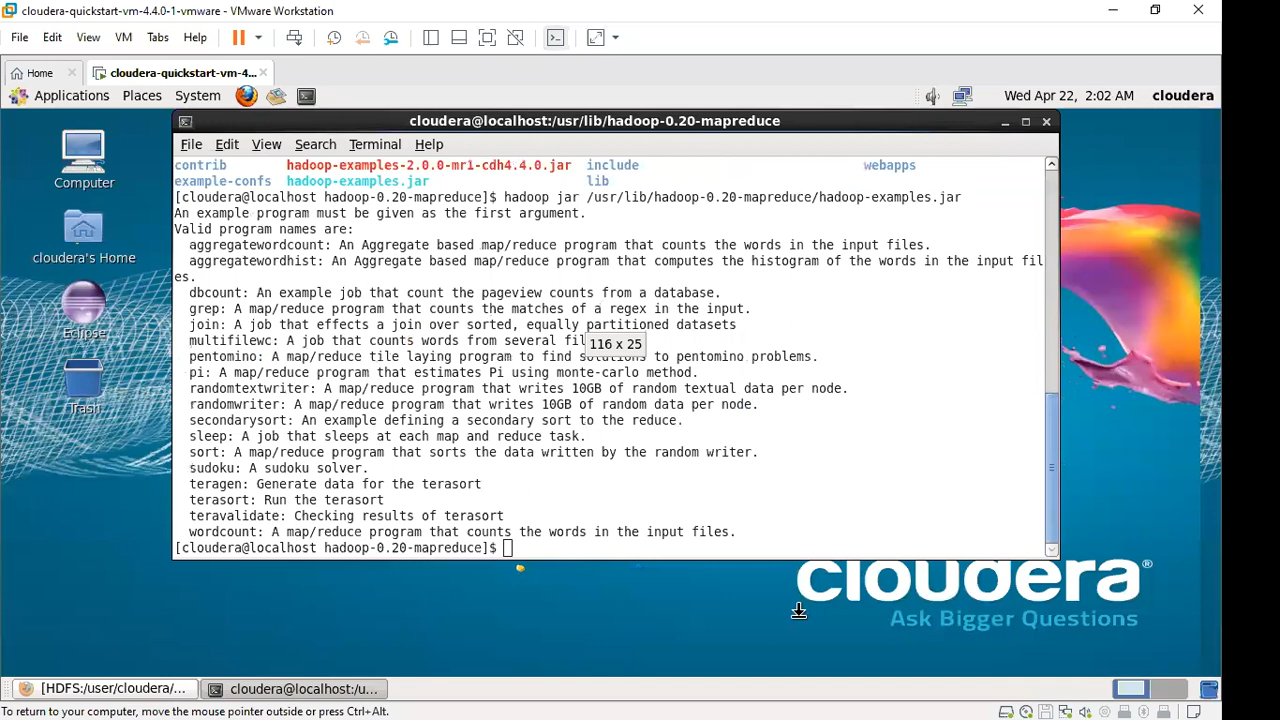 cloudera-quickstart-vm-4.4.0-1-vmware - VMware Workstation
File Edit View VM Tabs Help
Home cloudera-quickstart-vm-4...
Applications Places System Wed Apr 22, 2:02 AM cloudera
cloudera@localhost:/usr/lib/hadoop-0.20-mapreduce
File Edit View Search Terminal Help
contrib hadoop-examples-2.0.0-mr1-cdh4.4.0.jar include webapps
example-confs hadoop-examples.jar lib
[cloudera@localhost hadoop-0.20-mapreduce]$ hadoop jar /usr/lib/hadoop-0.20-mapreduce/hadoop-examples.jar
An example program must be given as the first argument.
Valid program names are:
aggregatewordcount: An Aggregate based map/reduce program that counts the words in the input files.
aggregatewordhist: An Aggregate based map/reduce program that computes the histogram of the words in the input fil
es.
dbcount: An example job that count the pageview counts from a database.
grep: A map/reduce program that counts the matches of a regex in the input.
join: A job that effects a join over sorted, equally partitioned datasets
multifilewc: A job that counts words from several fil
116 x 25
pentomino: A map/reduce tile laying program to find solutions to pentomino problems.
pi: A map/reduce program that estimates Pi using monte-carlo method.
randomtextwriter: A map/reduce program that writes 10GB of random textual data per node.
randomwriter: A map/reduce program that writes 10GB of random data per node.
secondarysort: An example defining a secondary sort to the reduce.
sleep: A job that sleeps at each map and reduce task.
sort: A map/reduce program that sorts the data written by the random writer.
sudoku: A sudoku solver.
teragen: Generate data for the terasort
terasort: Run the terasort
teravalidate: Checking results of terasort
wordcount: A map/reduce program that counts the words in the input files.
[cloudera@localhost hadoop-0.20-mapreduce]$
Computer
cloudera's Home
Eclipse
Trash
cloudera®
Ask Bigger Questions
[HDFS:/user/cloudera/... cloudera@localhost:/u...
To return to your computer, move the mouse pointer outside or press Ctrl+Alt.